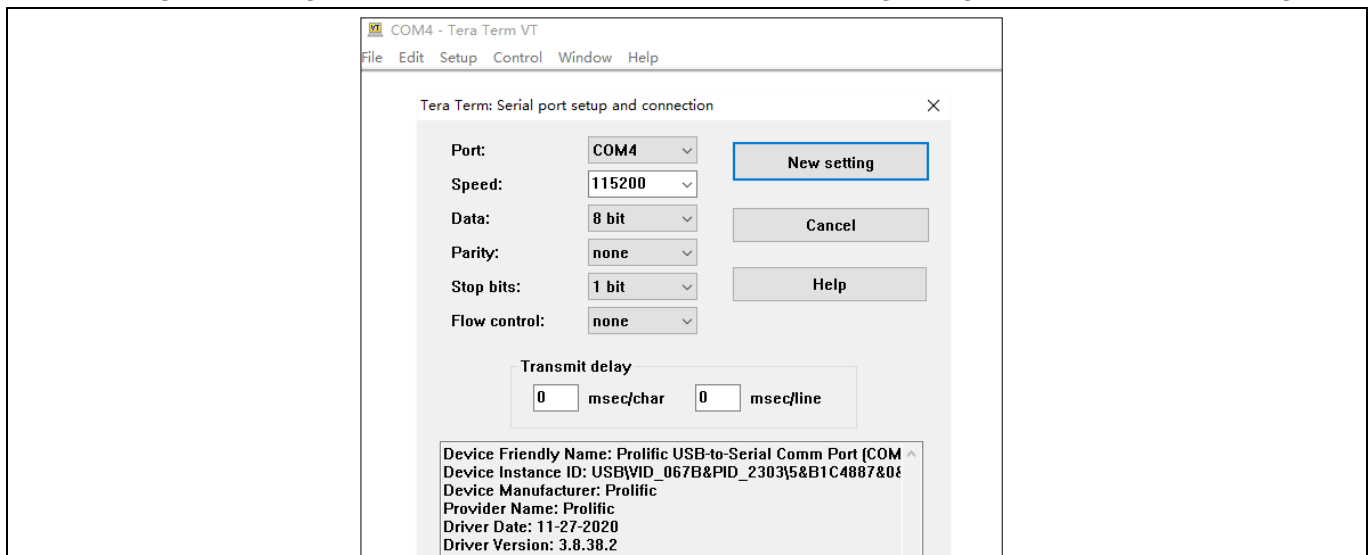 COM4 - Tera Term VT
File Edit Setup Control Window Help
Tera Term: Serial port setup and connection
Port: COM4 New setting
Speed: 115200
Data: 8 bit Cancel
Parity: none
Stop bits: 1 bit Help
Flow control: none
Transmit delay
0 msec/char 0 msec/line
Device Friendly Name: Prolific USB-to-Serial Comm Port (COM
Device Instance ID: USB\VID_067B&PID_2303\5&B1C4887&0&
Device Manufacturer: Prolific
Provider Name: Prolific
Driver Date: 11-27-2020
Driver Version: 3.8.38.2